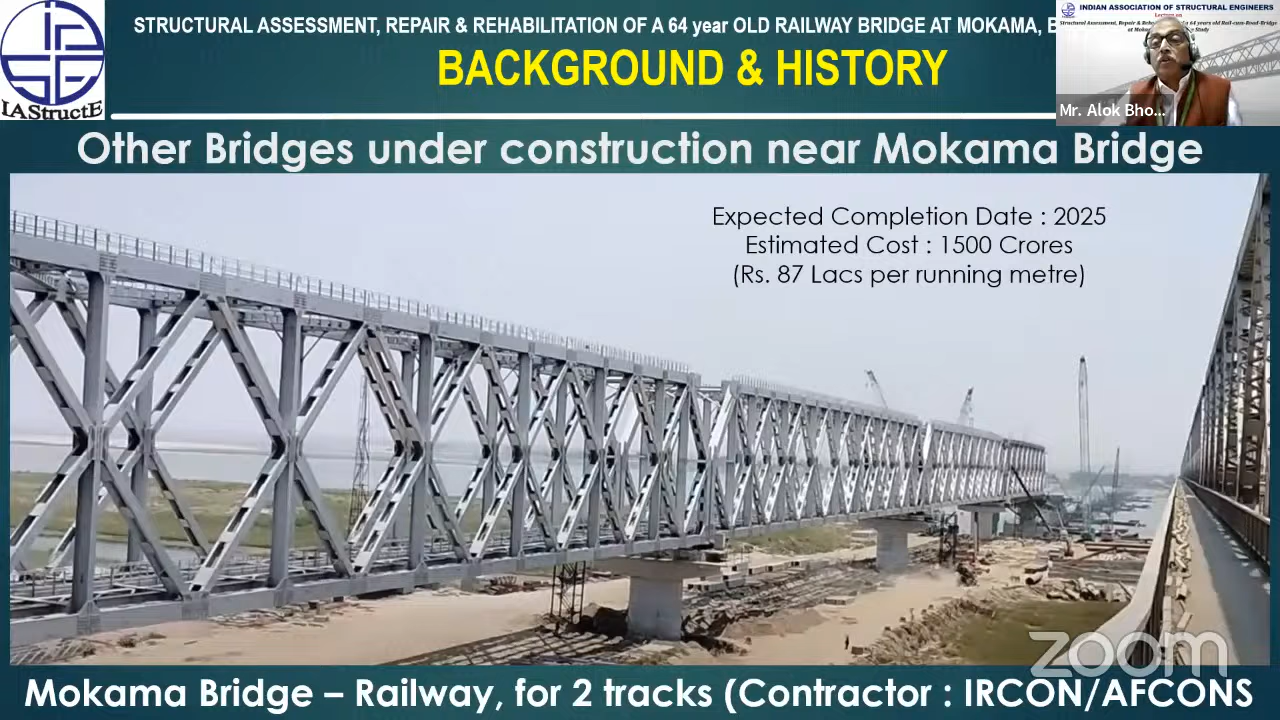 IAStructE
STRUCTURAL ASSESSMENT, REPAIR & REHABILITATION OF A 64 year OLD RAILWAY BRIDGE AT MOKAMA,
BACKGROUND & HISTORY
INDIAN ASSOCIATION OF STRUCTURAL ENGINEERS
Lecture on
Mr. Alok Bho...
Other Bridges under construction near Mokama Bridge
Expected Completion Date : 2025
Estimated Cost : 1500 Crores
(Rs. 87 Lacs per running metre)
zoom
Mokama Bridge – Railway, for 2 tracks (Contractor : IRCON/AFCONS